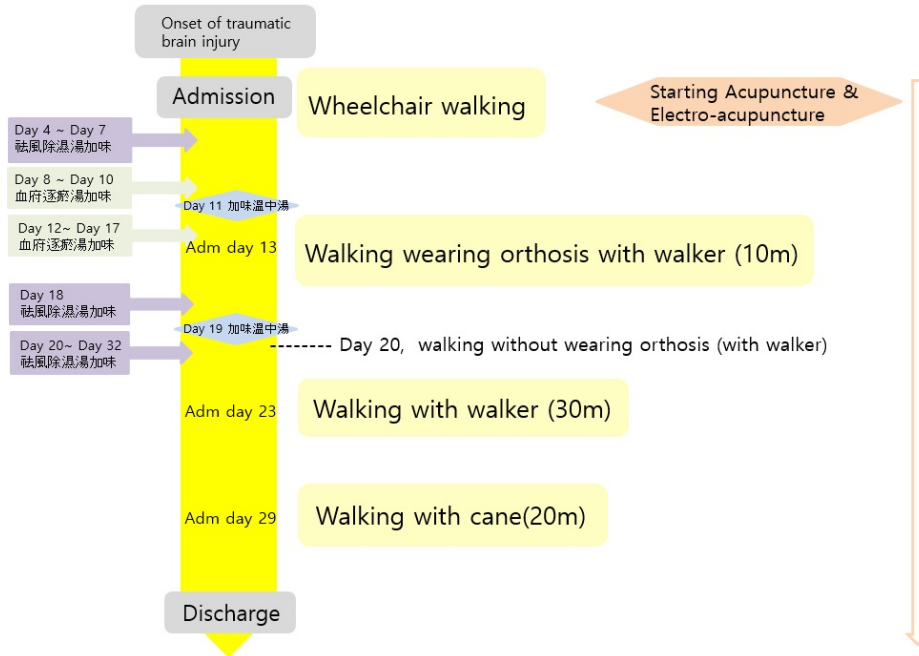 Onset of traumatic
brain injury
Admission
Wheelchair walking
Starting Acupuncture &
Electro-acupuncture
Day 4 ~ Day 7
祛風除濕湯加味
Day 8 ~ Day 10
血府逐瘀湯加味
Day 11 加味溫中湯
Day 12~ Day 17
血府逐瘀湯加味
Adm day 13
Walking wearing orthosis with walker (10m)
Day 18
祛風除濕湯加味
Day 19 加味溫中湯
Day 20~ Day 32
祛風除濕湯加味
-------- Day 20, walking without wearing orthosis (with walker)
Adm day 23
Walking with walker (30m)
Adm day 29
Walking with cane(20m)
Discharge